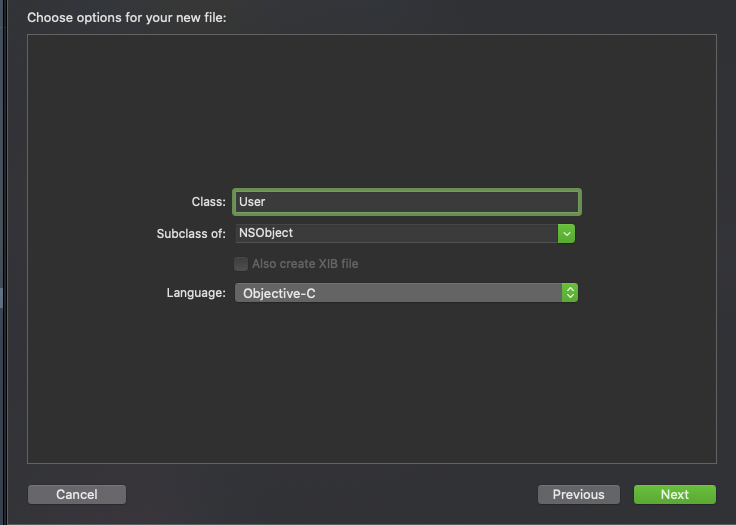 Choose options for your new file:
Class: User
Subclass of: NSObject
Also create XIB file
Language: Objective-C
Cancel Previous Next